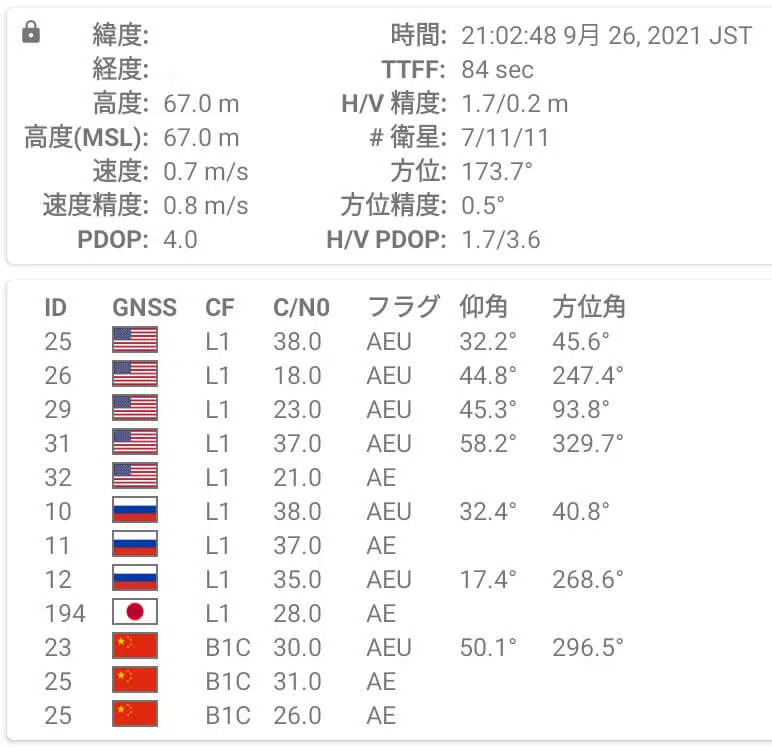 緯度: 時間: 21:02:48 9月 26, 2021 JST
経度: TTFF: 84 sec
高度: 67.0 m H/V 精度: 1.7/0.2 m
高度(MSL): 67.0 m # 衛星: 7/11/11
速度: 0.7 m/s 方位: 173.7°
速度精度: 0.8 m/s 方位精度: 0.5°
PDOP: 4.0 H/V PDOP: 1.7/3.6
ID GNSS CF C/N0 フラグ 仰角 方位角
25 L1 38.0 AEU 32.2° 45.6°
26 L1 18.0 AEU 44.8° 247.4°
29 L1 23.0 AEU 45.3° 93.8°
31 L1 37.0 AEU 58.2° 329.7°
32 L1 21.0 AE
10 L1 38.0 AEU 32.4° 40.8°
11 L1 37.0 AE
12 L1 35.0 AEU 17.4° 268.6°
194 L1 28.0 AE
23 B1C 30.0 AEU 50.1° 296.5°
25 B1C 31.0 AE
25 B1C 26.0 AE